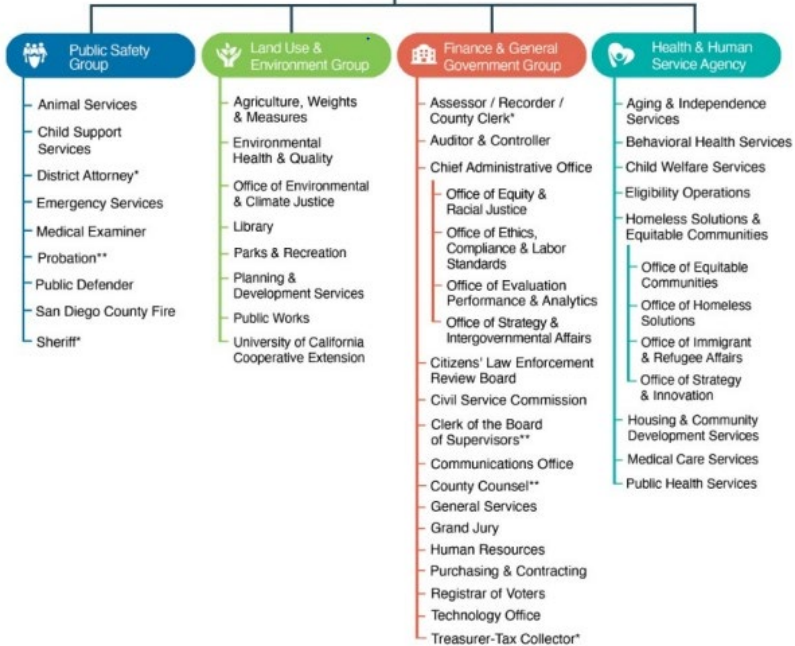 Public Safety
Group
Animal Services
Child Support
Services
District Attorney*
Emergency Services
Medical Examiner
Probation**
Public Defender
San Diego County Fire
Sheriff*
Land Use &
Environment Group
Agriculture, Weights
& Measures
Environmental
Health & Quality
Office of Environmental
& Climate Justice
Library
Parks & Recreation
Planning &
Development Services
Public Works
University of California
Cooperative Extension
Finance & General
Government Group
Assessor / Recorder /
County Clerk*
Auditor & Controller
Chief Administrative Office
Office of Equity &
Racial Justice
Office of Ethics,
Compliance & Labor
Standards
Office of Evaluation
Performance & Analytics
Office of Strategy &
Intergovernmental Affairs
Citizens' Law Enforcement
Review Board
Civil Service Commission
Clerk of the Board
of Supervisors**
Communications Office
County Counsel**
General Services
Grand Jury
Human Resources
Purchasing & Contracting
Registrar of Voters
Technology Office
Treasurer-Tax Collector*
Health & Human
Service Agency
Aging & Independence
Services
Behavioral Health Services
Child Welfare Services
Eligibility Operations
Homeless Solutions &
Equitable Communities
Office of Equitable
Communities
Office of Homeless
Solutions
Office of Immigrant
& Refugee Affairs
Office of Strategy
& Innovation
Housing & Community
Development Services
Medical Care Services
Public Health Services